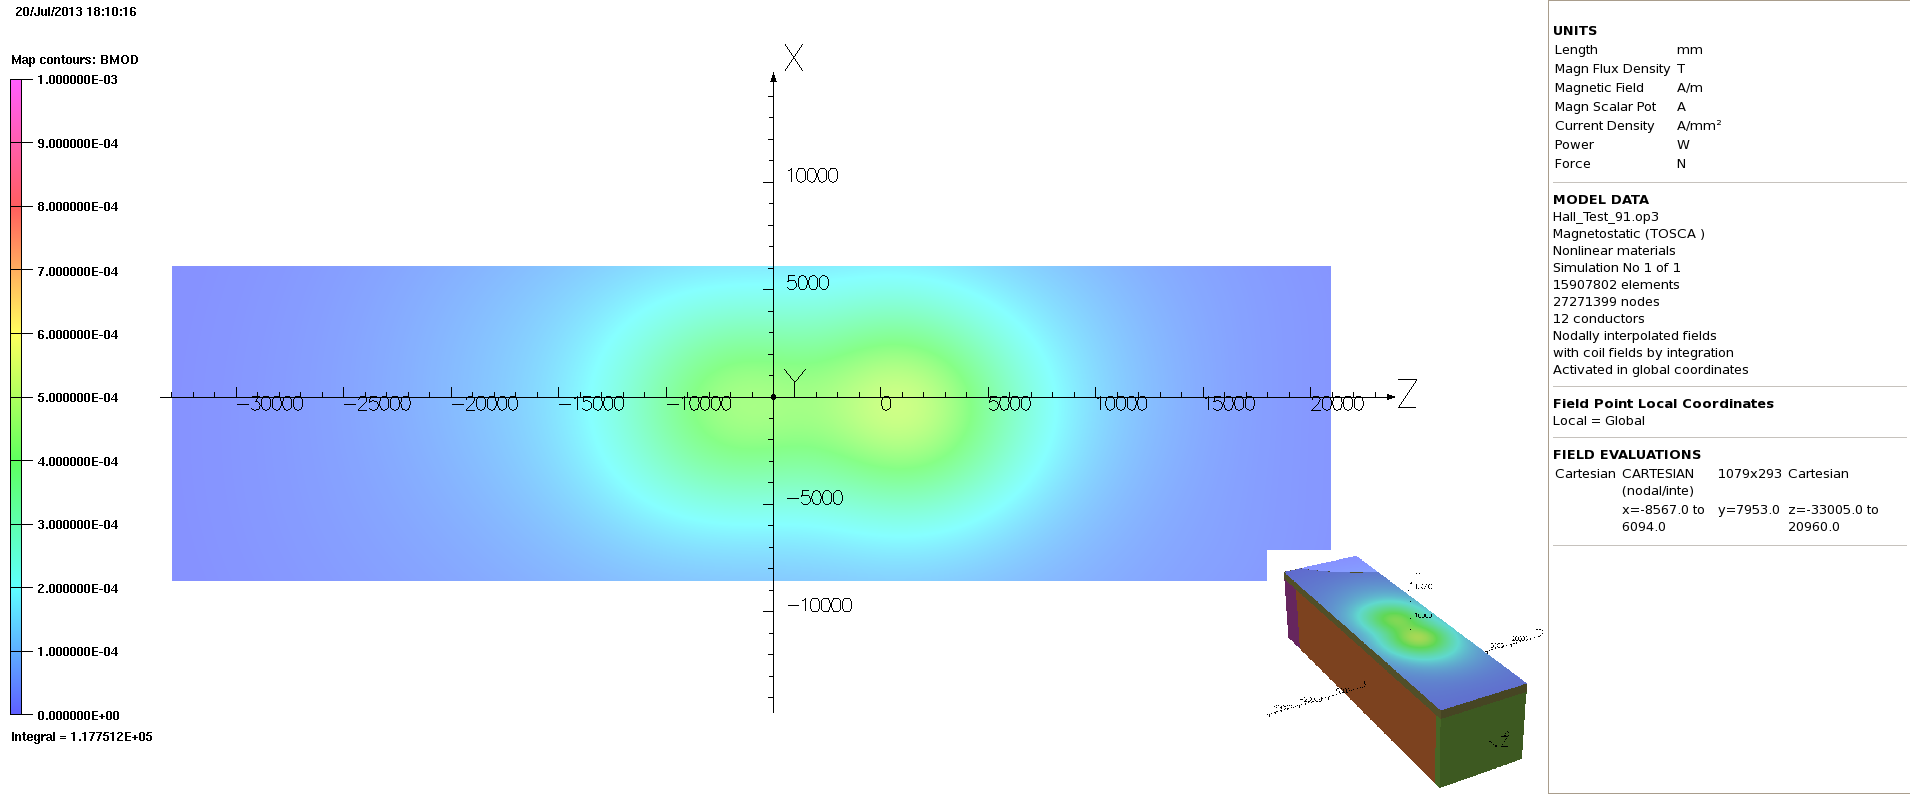 20/Jul/2013 18:10:16
Map contours: BMOD
1.000000E-03
9.000000E-04
8.000000E-04
7.000000E-04
6.000000E-04
5.000000E-04
4.000000E-04
3.000000E-04
2.000000E-04
1.000000E-04
0.000000E+00
Integral = 1.177512E+05
X
10000
5000
Y
-30000 -25000 -20000 -15000 -10000 0 5000 10000 15000 20000 Z
-5000
-10000
Z
UNITS
Length mm
Magn Flux Density T
Magnetic Field A/m
Magn Scalar Pot A
Current Density A/mm²
Power W
Force N
MODEL DATA
Hall_Test_91.op3
Magnetostatic (TOSCA )
Nonlinear materials
Simulation No 1 of 1
15907802 elements
27271399 nodes
12 conductors
Nodally interpolated fields
with coil fields by integration
Activated in global coordinates
Field Point Local Coordinates
Local = Global
FIELD EVALUATIONS
Cartesian CARTESIAN 1079x293 Cartesian
(nodal/inte)
x=-8567.0 to y=7953.0 z=-33005.0 to
6094.0 20960.0